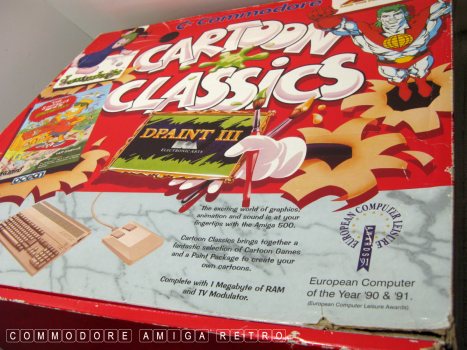 Commodore
CARTOON
CLASSICS
DPAINT III
ELECTRONIC ARTS
ocean
"the exciting world of graphics,
animation and sound is at your
fingertips with the Amiga 500.
Cartoon Classics brings together a
fantastic selection of Cartoon Games
and a Paint Package to create your
own cartoons.
Complete with 1 Megabyte of RAM
and TV Modulator.
EUROPEAN COMPUTER LEISURE
AWARDS
'91
European Computer
of the Year '90 & '91.
(European Computer Leisure Awards)
COMMODORE AMIGA RETRO